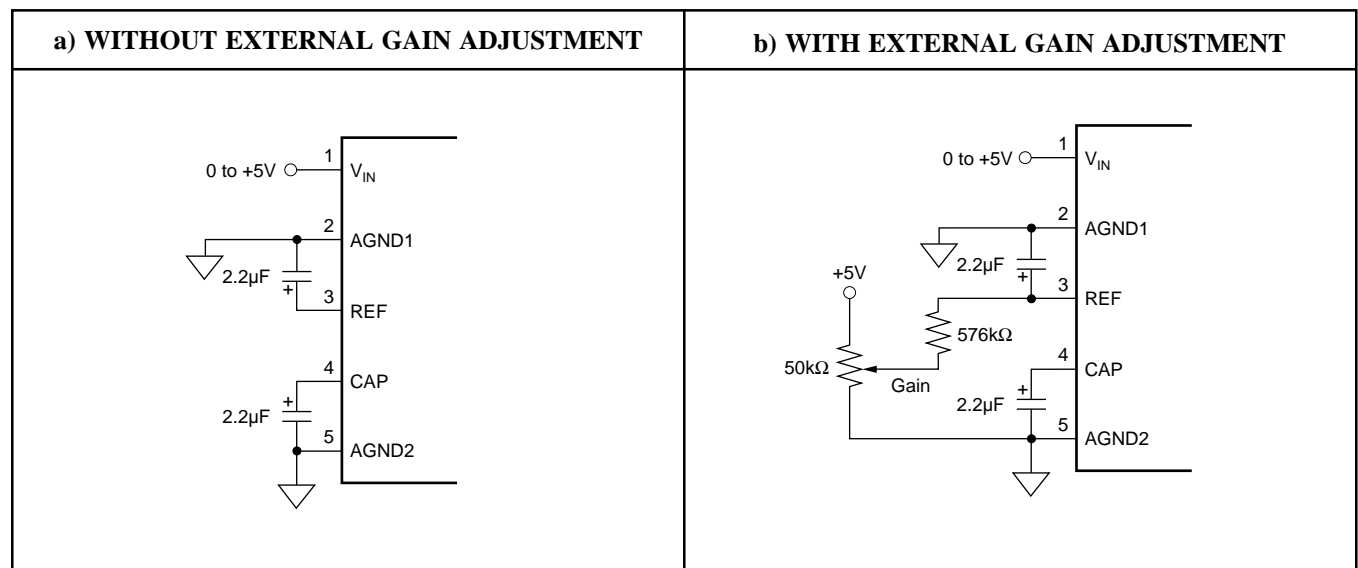 a) WITHOUT EXTERNAL GAIN ADJUSTMENT
0 to +5V
1
VIN
2
AGND1
2.2µF
+
3
REF
4
CAP
+
2.2µF
5
AGND2
b) WITH EXTERNAL GAIN ADJUSTMENT
0 to +5V
1
VIN
2
AGND1
2.2µF
+
3
REF
+5V
576kΩ
50kΩ
Gain
4
CAP
+
2.2µF
5
AGND2